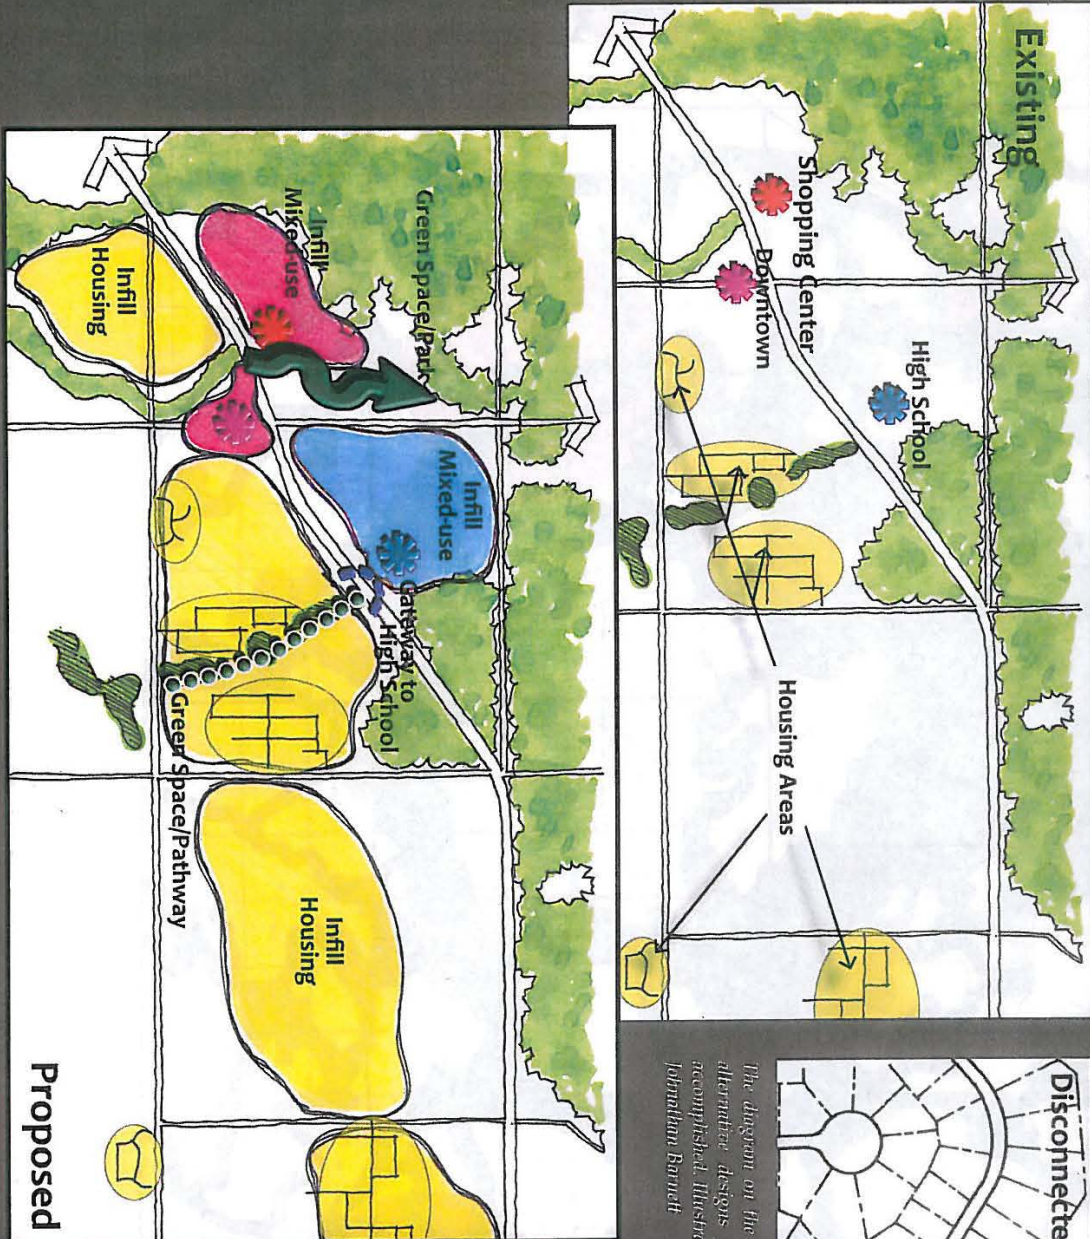 Existing
Shopping Center
Downtown
High School
Housing Areas
Disconnecte
The diagram on the
alternative designs
accomplished. Illustra
Johnathan Barnett
Green Space/Park
Infill
Mixed-use
Infill
Housing
Infill
Mixed-use
Gateway to
High School
Green Space/Pathway
Infill
Housing
Proposed